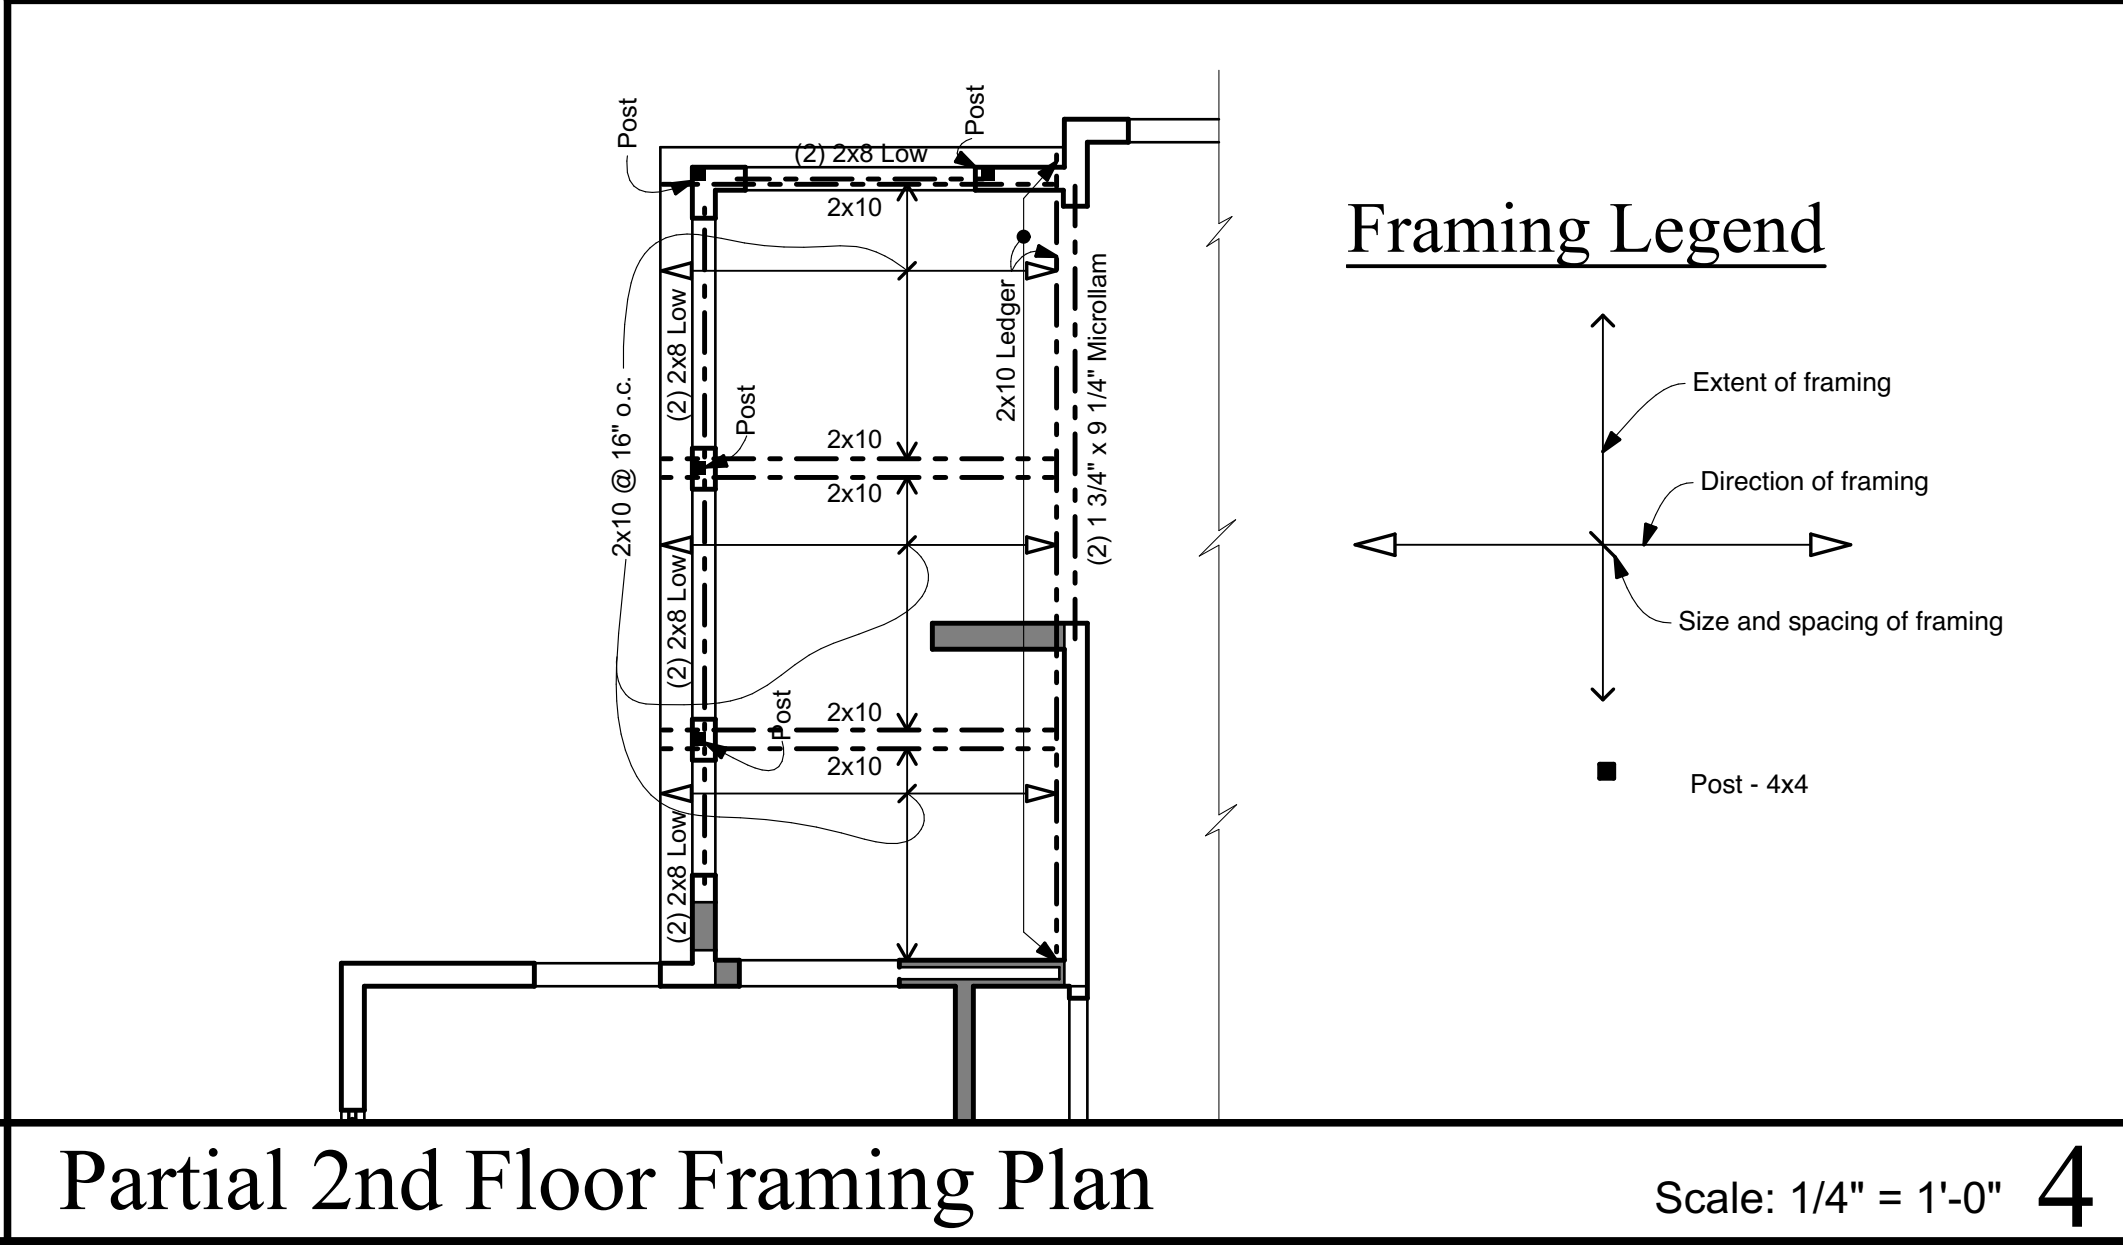 Post
Post
(2) 2x8 Low
2x10
Framing Legend
(2) 2x8 Low
2x10 Ledger
(2) 1 3/4" x 9 1/4" Microllam
Extent of framing
Post
2x10 @ 16" o.c.
2x10
2x10
Direction of framing
(2) 2x8 Low
Size and spacing of framing
Post
2x10
2x10
Post - 4x4
(2) 2x8 Low
Partial 2nd Floor Framing Plan
Scale: 1/4" = 1'-0"
4